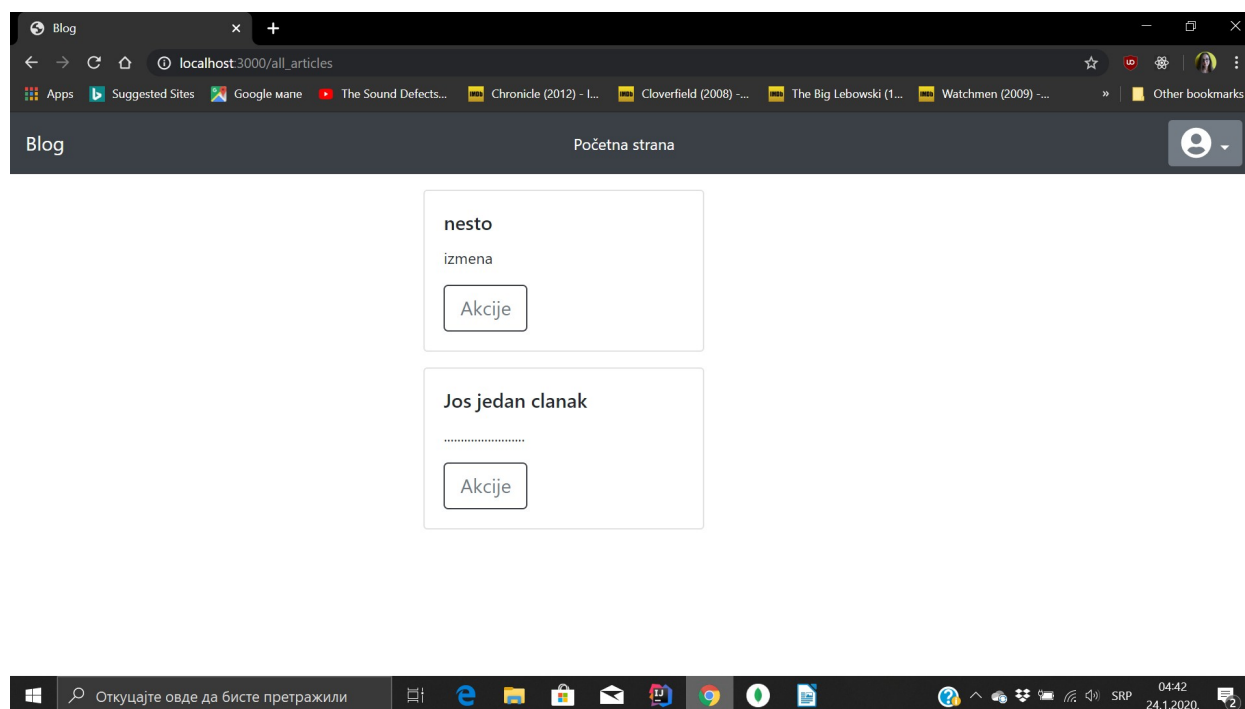 Blog
localhost:3000/all_articles
Apps Suggested Sites Google мапе The Sound Defects... Chronicle (2012) - I... Cloverfield (2008) -... The Big Lebowski (1... Watchmen (2009) -... » Other bookmarks
Blog Početna strana
nesto
izmena
Akcije
Jos jedan clanak
........................
Akcije
Откуцајте овде да бисте претражили SRP 04:42
24.1.2020. 2